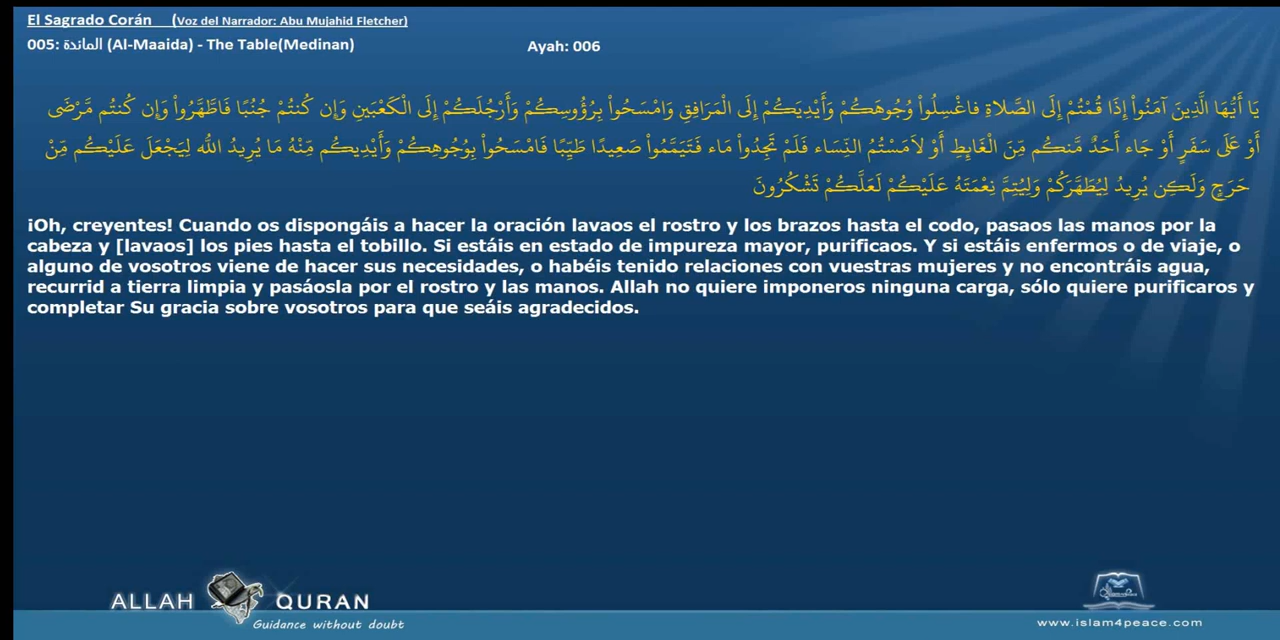 El Sagrado Corán (Voz del Narrador: Abu Mujahid Fletcher)
005: المائدة (Al-Maaida) - The Table(Medinan) Ayah: 006
يَا أَيُّهَا الَّذِينَ آمَنُواْ إِذَا قُمْتُمْ إِلَى الصَّلاةِ فاغْسِلُواْ وُجُوهَكُمْ وَأَيْدِيَكُمْ إِلَى الْمَرَافِقِ وَامْسَحُواْ بِرُؤُوسِكُمْ وَأَرْجُلَكُمْ إِلَى الْكَعْبَينِ وَإِن كُنتُمْ جُنُبًا فَاطَّهَّرُواْ وَإِن كُنتُم مَّرْضَى
أَوْ عَلَى سَفَرٍ أَوْ جَاء أَحَدٌ مَّنكُم مِّنَ الْغَائِطِ أَوْ لاَمَسْتُمُ النِّسَاء فَلَمْ تَجِدُواْ مَاء فَتَيَمَّمُواْ صَعِيدًا طَيِّبًا فَامْسَحُواْ بِوُجُوهِكُمْ وَأَيْدِيكُم مِّنْهُ مَا يُرِيدُ اللّهُ لِيَجْعَلَ عَلَيْكُم مِّنْ
حَرَجٍ وَلَكِن يُرِيدُ لِيُطَهَّرَكُمْ وَلِيُتِمَّ نِعْمَتَهُ عَلَيْكُمْ لَعَلَّكُمْ تَشْكُرُونَ
¡Oh, creyentes! Cuando os dispongáis a hacer la oración lavaos el rostro y los brazos hasta el codo, pasaos las manos por la
cabeza y [lavaos] los pies hasta el tobillo. Si estáis en estado de impureza mayor, purificaos. Y si estáis enfermos o de viaje, o
alguno de vosotros viene de hacer sus necesidades, o habéis tenido relaciones con vuestras mujeres y no encontráis agua,
recurrid a tierra limpia y pasáosla por el rostro y las manos. Allah no quiere imponeros ninguna carga, sólo quiere purificaros y
completar Su gracia sobre vosotros para que seáis agradecidos.
ALLAH QURAN
Guidance without doubt
www.islam4peace.com